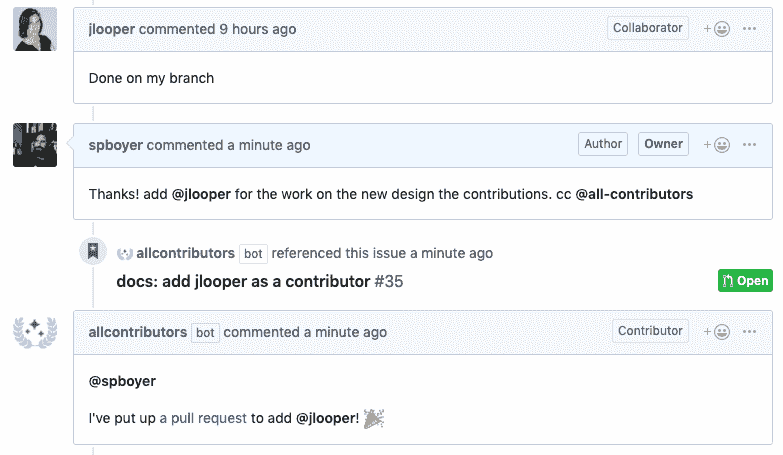 jlooper commented 9 hours ago Collaborator
Done on my branch
spboyer commented a minute ago Author Owner
Thanks! add @jlooper for the work on the new design the contributions. cc @all-contributors
allcontributors bot referenced this issue a minute ago
docs: add jlooper as a contributor #35 Open
allcontributors bot commented a minute ago Contributor
@spboyer
I've put up a pull request to add @jlooper!